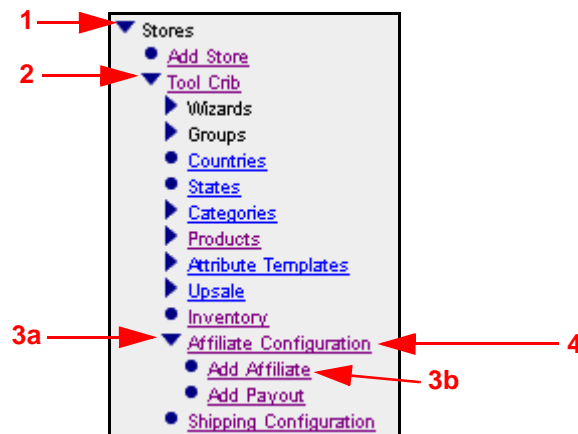 1 Stores
Add Store
2 Tool Crib
Wizards
Groups
Countries
States
Categories
Products
Attribute Templates
Upsale
Inventory
3a Affiliate Configuration 4
Add Affiliate 3b
Add Payout
Shipping Configuration